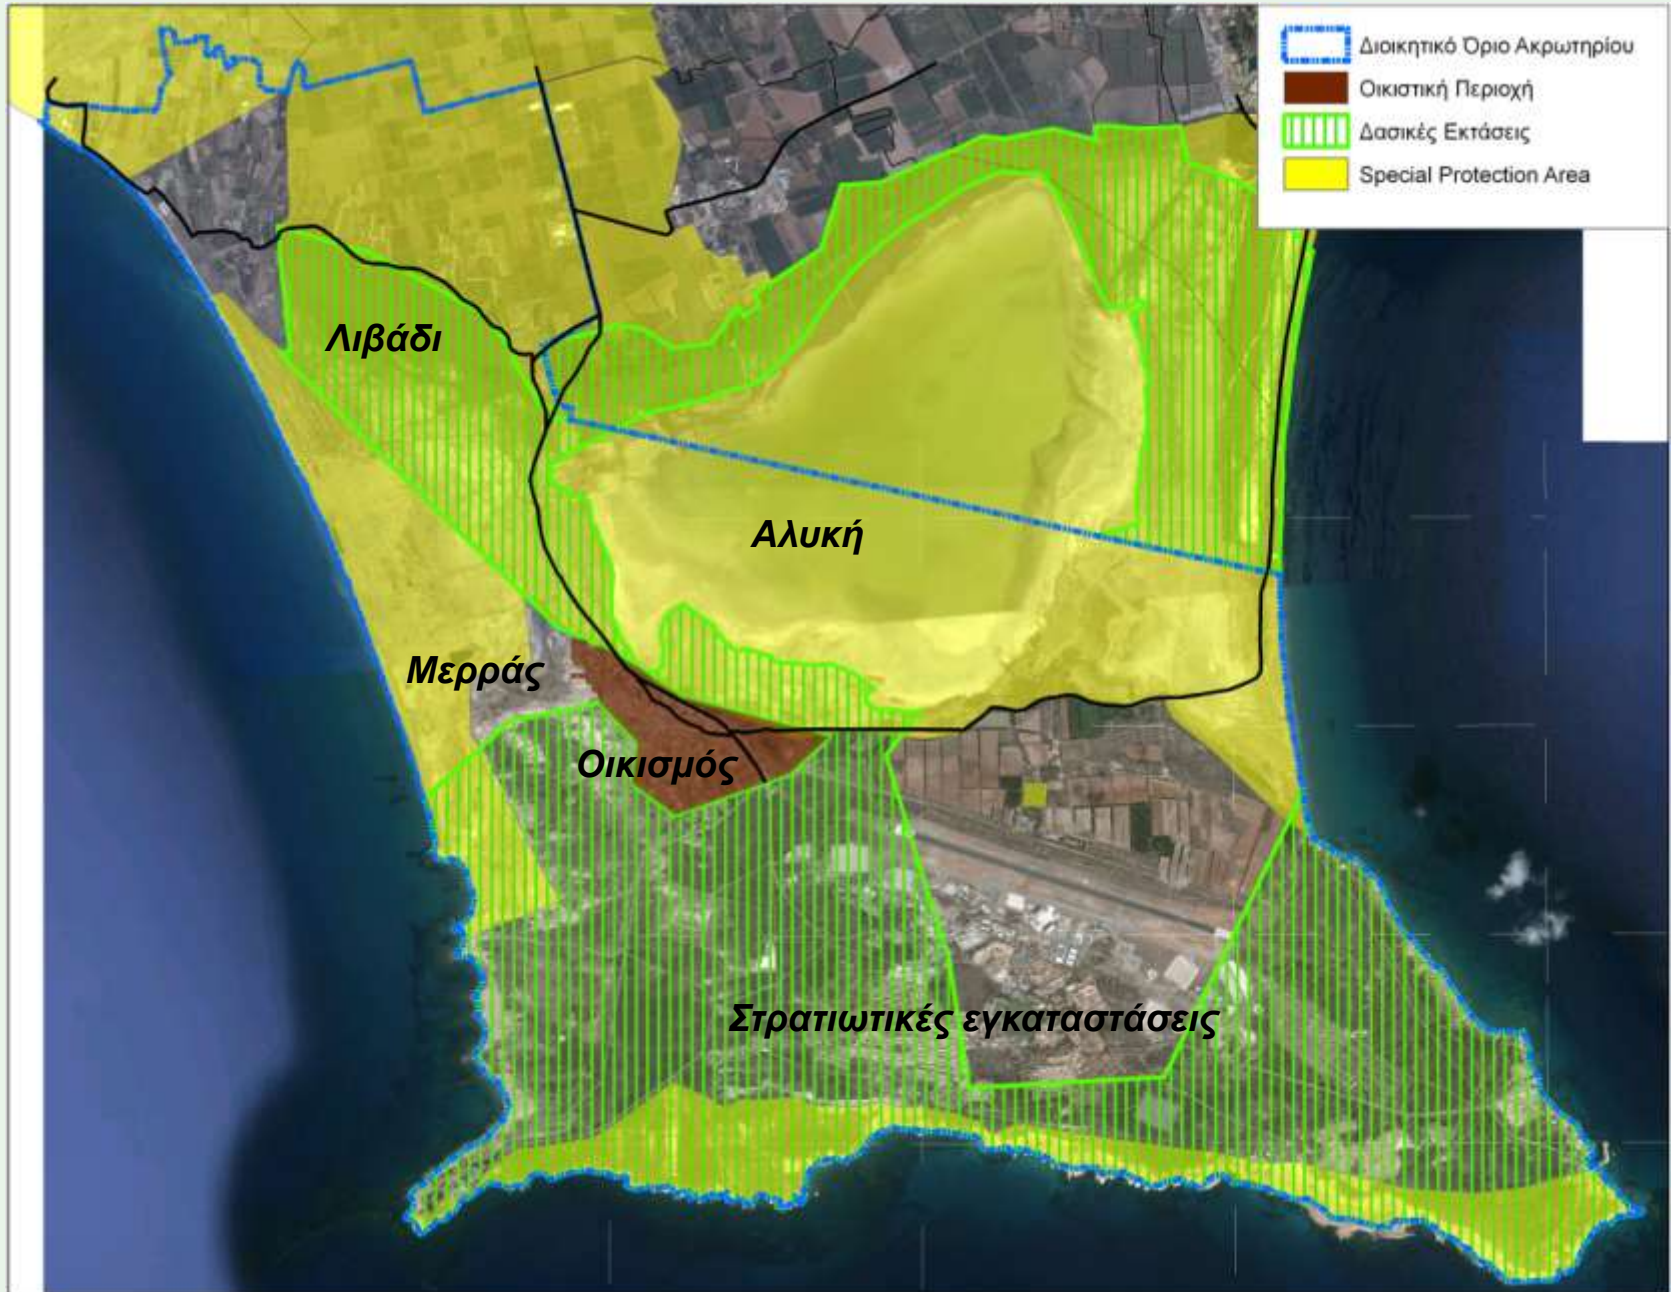 Διοικητικό Όριο Ακρωτηρίου
Οικιστική Περιοχή
Δασικές Εκτάσεις
Special Protection Area
Λιβάδι
Αλυκή
Μερράς
Οικισμός
Στρατιωτικές εγκαταστάσεις